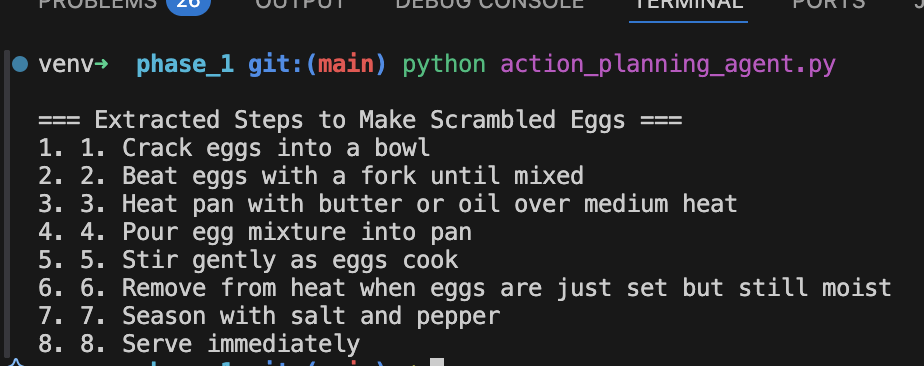 PROBLEMS 26 OUTPUT DEBUG CONSOLE TERMINAL PORTS
venv→ phase_1 git:(main) python action_planning_agent.py
=== Extracted Steps to Make Scrambled Eggs ===
1. 1. Crack eggs into a bowl
2. 2. Beat eggs with a fork until mixed
3. 3. Heat pan with butter or oil over medium heat
4. 4. Pour egg mixture into pan
5. 5. Stir gently as eggs cook
6. 6. Remove from heat when eggs are just set but still moist
7. 7. Season with salt and pepper
8. 8. Serve immediately